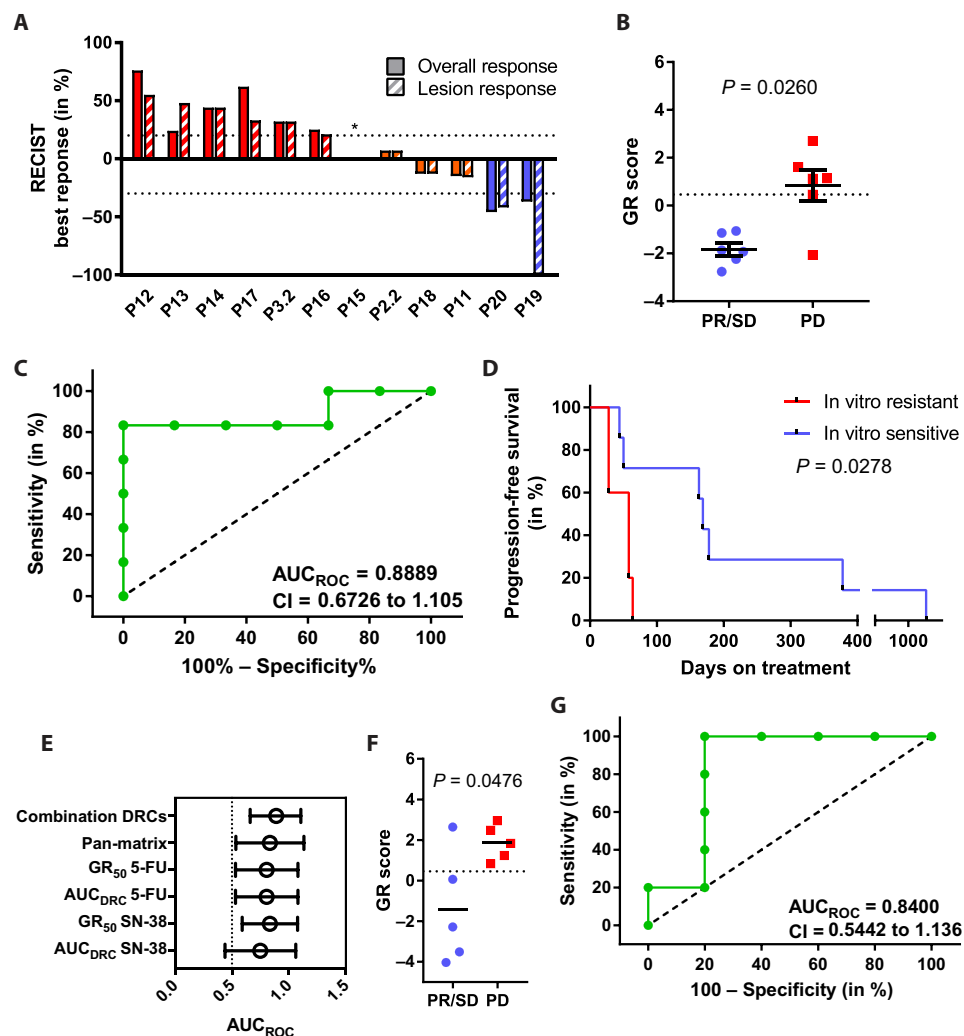 A
100
50
0
–50
–100
RECIST
best reponse (in %)
Overall response
Lesion response
*
P12
P13
P14
P17
P3.2
P16
P15
P2.2
P18
P11
P20
P19
B
P = 0.0260
6
4
2
0
–2
–4
GR score
PR/SD
PD
C
100
80
60
40
20
0
Sensitivity (in %)
AUCROC = 0.8889
CI = 0.6726 to 1.105
0
20
40
60
80
100
100% – Specificity%
D
In vitro resistant
In vitro sensitive
P = 0.0278
100
80
60
40
20
0
Progression-free survival
(in %)
0
100
200
300
400
1000
Days on treatment
E
Combination DRCs
Pan-matrix
GR50 5-FU
AUCDRC 5-FU
GR50 SN-38
AUCDRC SN-38
0.0
0.5
1.0
1.5
AUCROC
F
P = 0.0476
6
4
2
0
–2
–4
GR score
PR/SD
PD
G
100
80
60
40
20
0
Sensitivity (in %)
AUCROC = 0.8400
CI = 0.5442 to 1.136
0
20
40
60
80
100
100 – Specificity (in %)